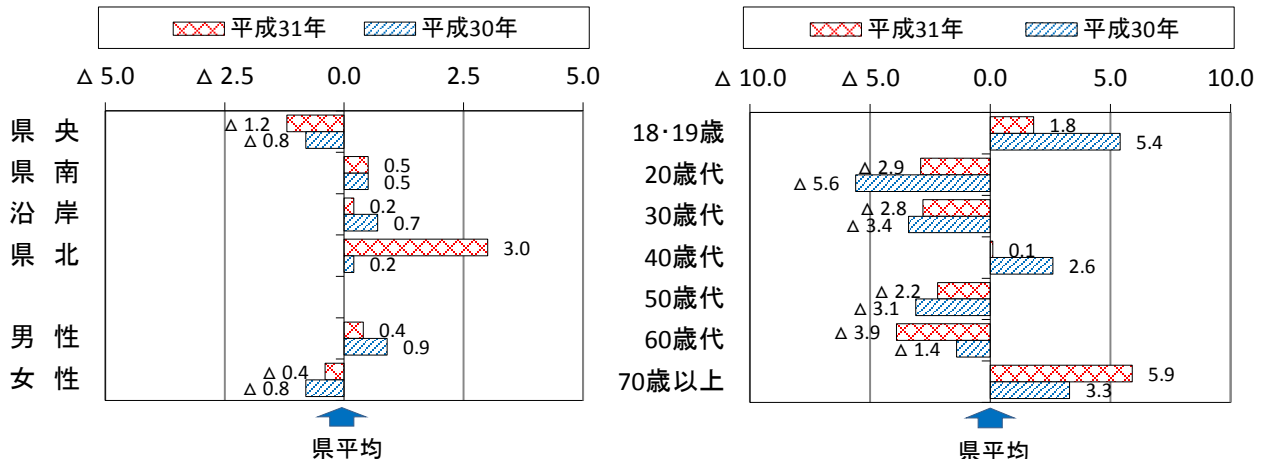 平成31年 平成30年
△ 5.0 △ 2.5 0.0 2.5 5.0
県 央 △ 1.2
△ 0.8
県 南 0.5
0.5
沿 岸 0.2
0.7
県 北 3.0
0.2
男 性 0.4
0.9
女 性 △ 0.4
△ 0.8
県平均
平成31年 平成30年
△ 10.0 △ 5.0 0.0 5.0 10.0
18･19歳 1.8
5.4
20歳代 △ 2.9
△ 5.6
30歳代 △ 2.8
△ 3.4
40歳代 0.1
2.6
50歳代 △ 2.2
△ 3.1
60歳代 △ 3.9
△ 1.4
70歳以上 5.9
3.3
県平均